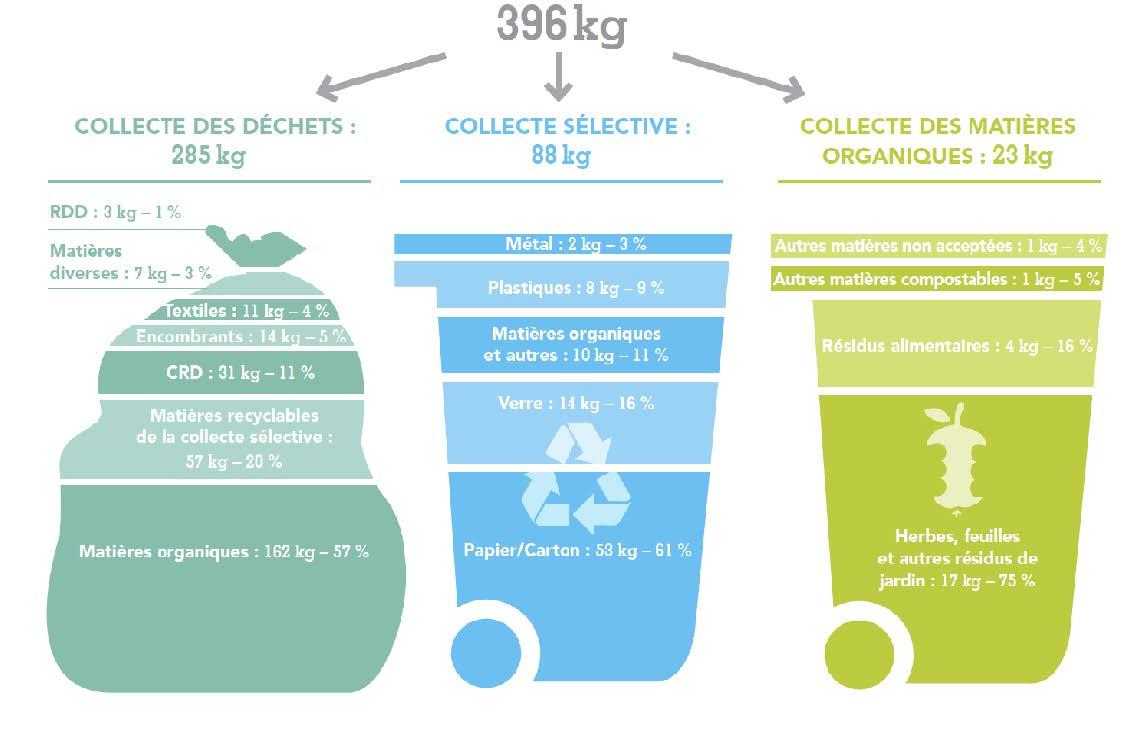 396 kg
COLLECTE DES DÉCHETS :
285 kg
RDD : 3 kg – 1 %
Matières
diverses : 7 kg – 3 %
Textiles : 11 kg – 4 %
Encombrants : 14 kg – 5 %
CRD : 31 kg – 11 %
Matières recyclables
de la collecte sélective :
57 kg – 20 %
Matières organiques : 162 kg – 57 %
COLLECTE SÉLECTIVE :
88 kg
Métal : 2 kg – 3 %
Plastiques : 8 kg – 9 %
Matières organiques
et autres : 10 kg – 11 %
Verre : 14 kg – 16 %
Papier/Carton : 53 kg – 61 %
COLLECTE DES MATIÈRES
ORGANIQUES : 23 kg
Autres matières non acceptées : 1 kg – 4 %
Autres matières compostables : 1 kg – 5 %
Résidus alimentaires : 4 kg – 16 %
Herbes, feuilles
et autres résidus de
jardin : 17 kg – 75 %